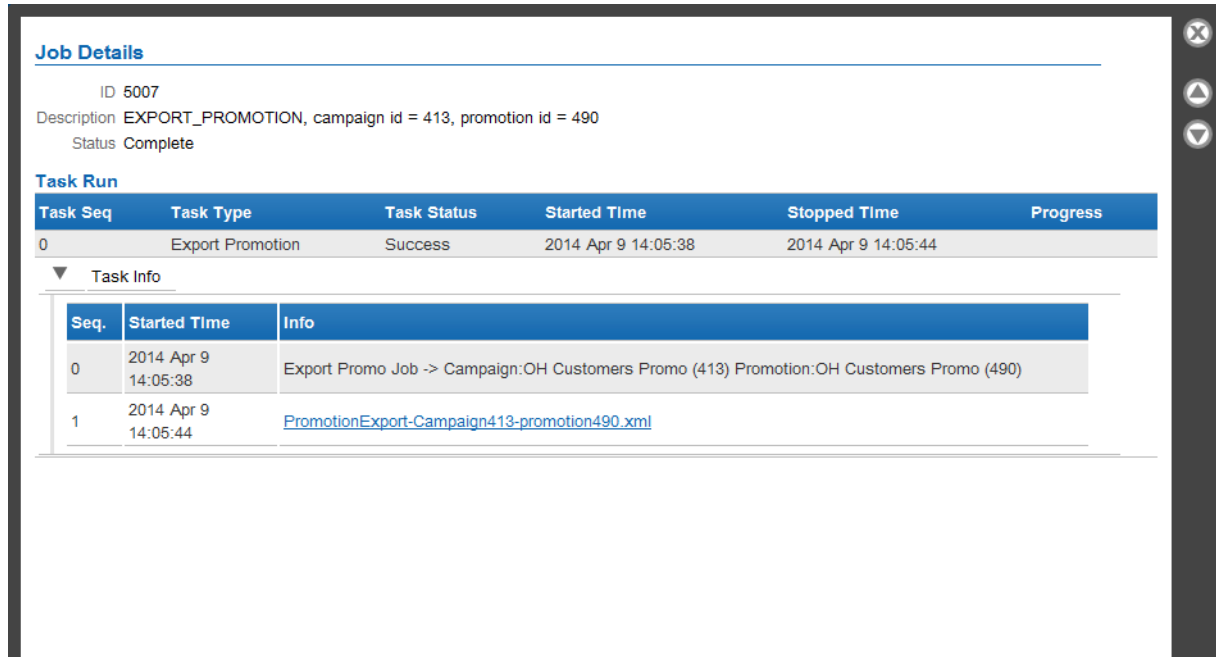 Job Details
ID 5007
Description EXPORT_PROMOTION, campaign id = 413, promotion id = 490
Status Complete
Task Run
Task Seq Task Type Task Status Started Time Stopped Time Progress
0 Export Promotion Success 2014 Apr 9 14:05:38 2014 Apr 9 14:05:44
Task Info
Seq. Started Time Info
0 2014 Apr 9 14:05:38 Export Promo Job -> Campaign:OH Customers Promo (413) Promotion:OH Customers Promo (490)
1 2014 Apr 9 14:05:44 PromotionExport-Campaign413-promotion490.xml